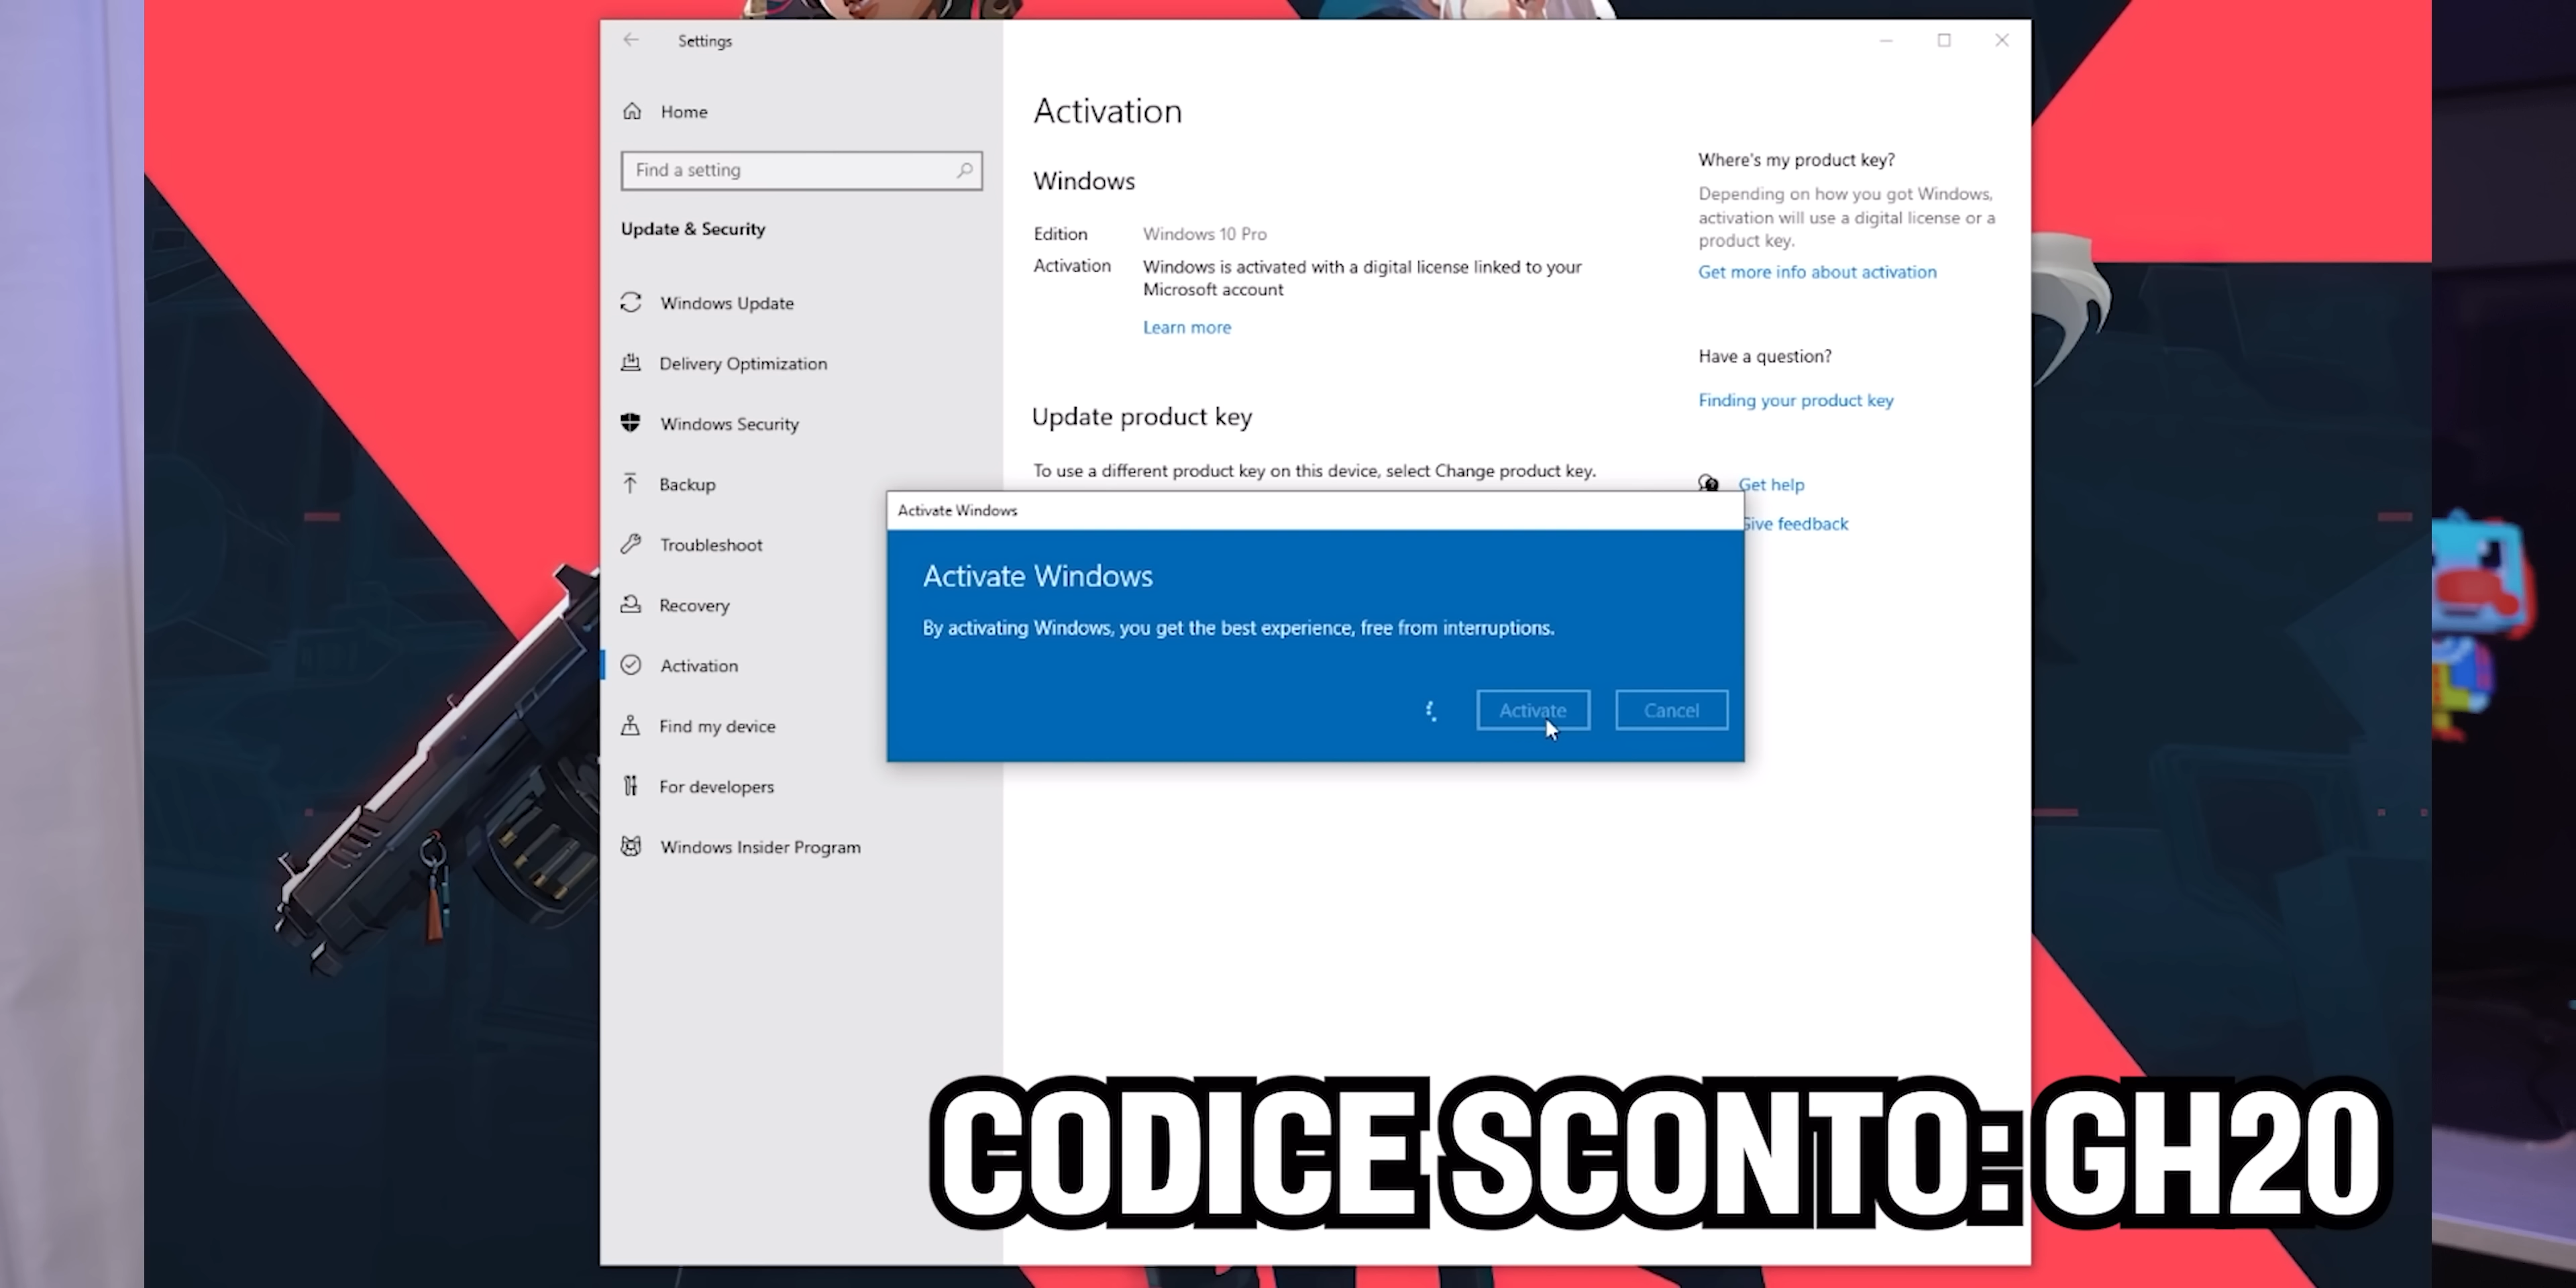 Settings
Home
Find a setting
Update & Security
Windows Update
Delivery Optimization
Windows Security
Backup
Troubleshoot
Recovery
Activation
Find my device
For developers
Windows Insider Program
Activation
Windows
Edition Windows 10 Pro
Activation Windows is activated with a digital license linked to your
Microsoft account
Learn more
Update product key
To use a different product key on this device, select Change product key.
Where's my product key?
Depending on how you got Windows,
activation will use a digital license or a
product key.
Get more info about activation
Have a question?
Finding your product key
Get help
Give feedback
Activate Windows
Activate Windows
By activating Windows, you get the best experience, free from interruptions.
Activate Cancel
CODICE SCONTO: GH20